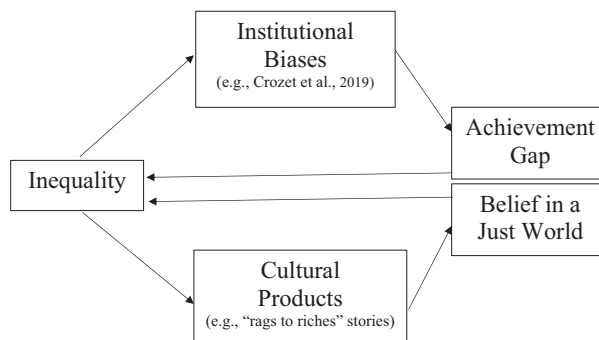 Institutional
Biases
(e.g., Crozet et al., 2019)
Achievement
Gap
Inequality
Belief in a
Just World
Cultural
Products
(e.g., “rags to riches” stories)